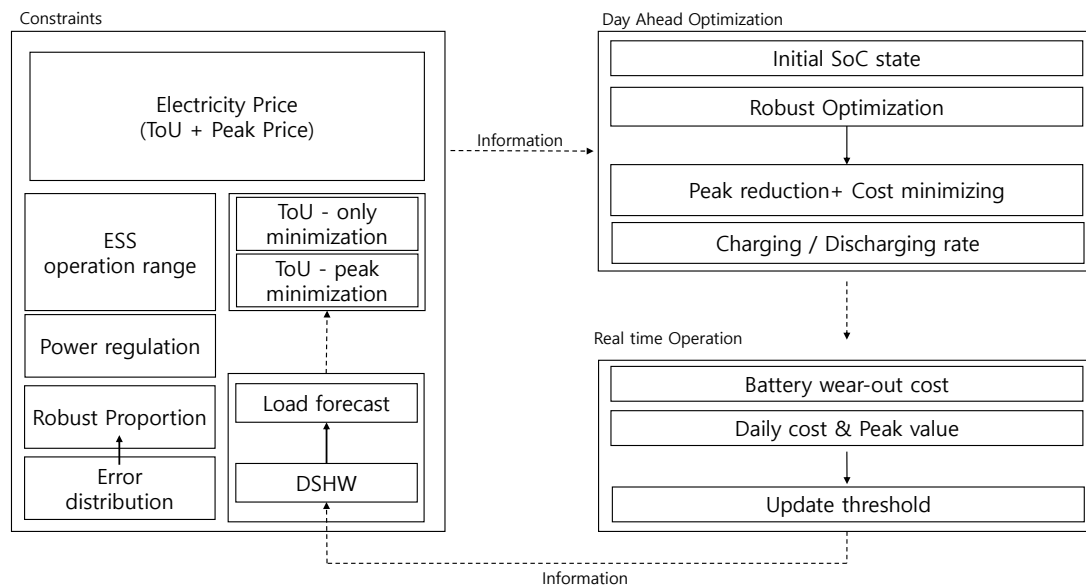 Constraints
Electricity Price
(ToU + Peak Price)
ESS
operation range
ToU - only
minimization
ToU - peak
minimization
Power regulation
Robust Proportion
Error
distribution
Load forecast
DSHW
Information
Day Ahead Optimization
Initial SoC state
Robust Optimization
Peak reduction+ Cost minimizing
Charging / Discharging rate
Real time Operation
Battery wear-out cost
Daily cost & Peak value
Update threshold
Information